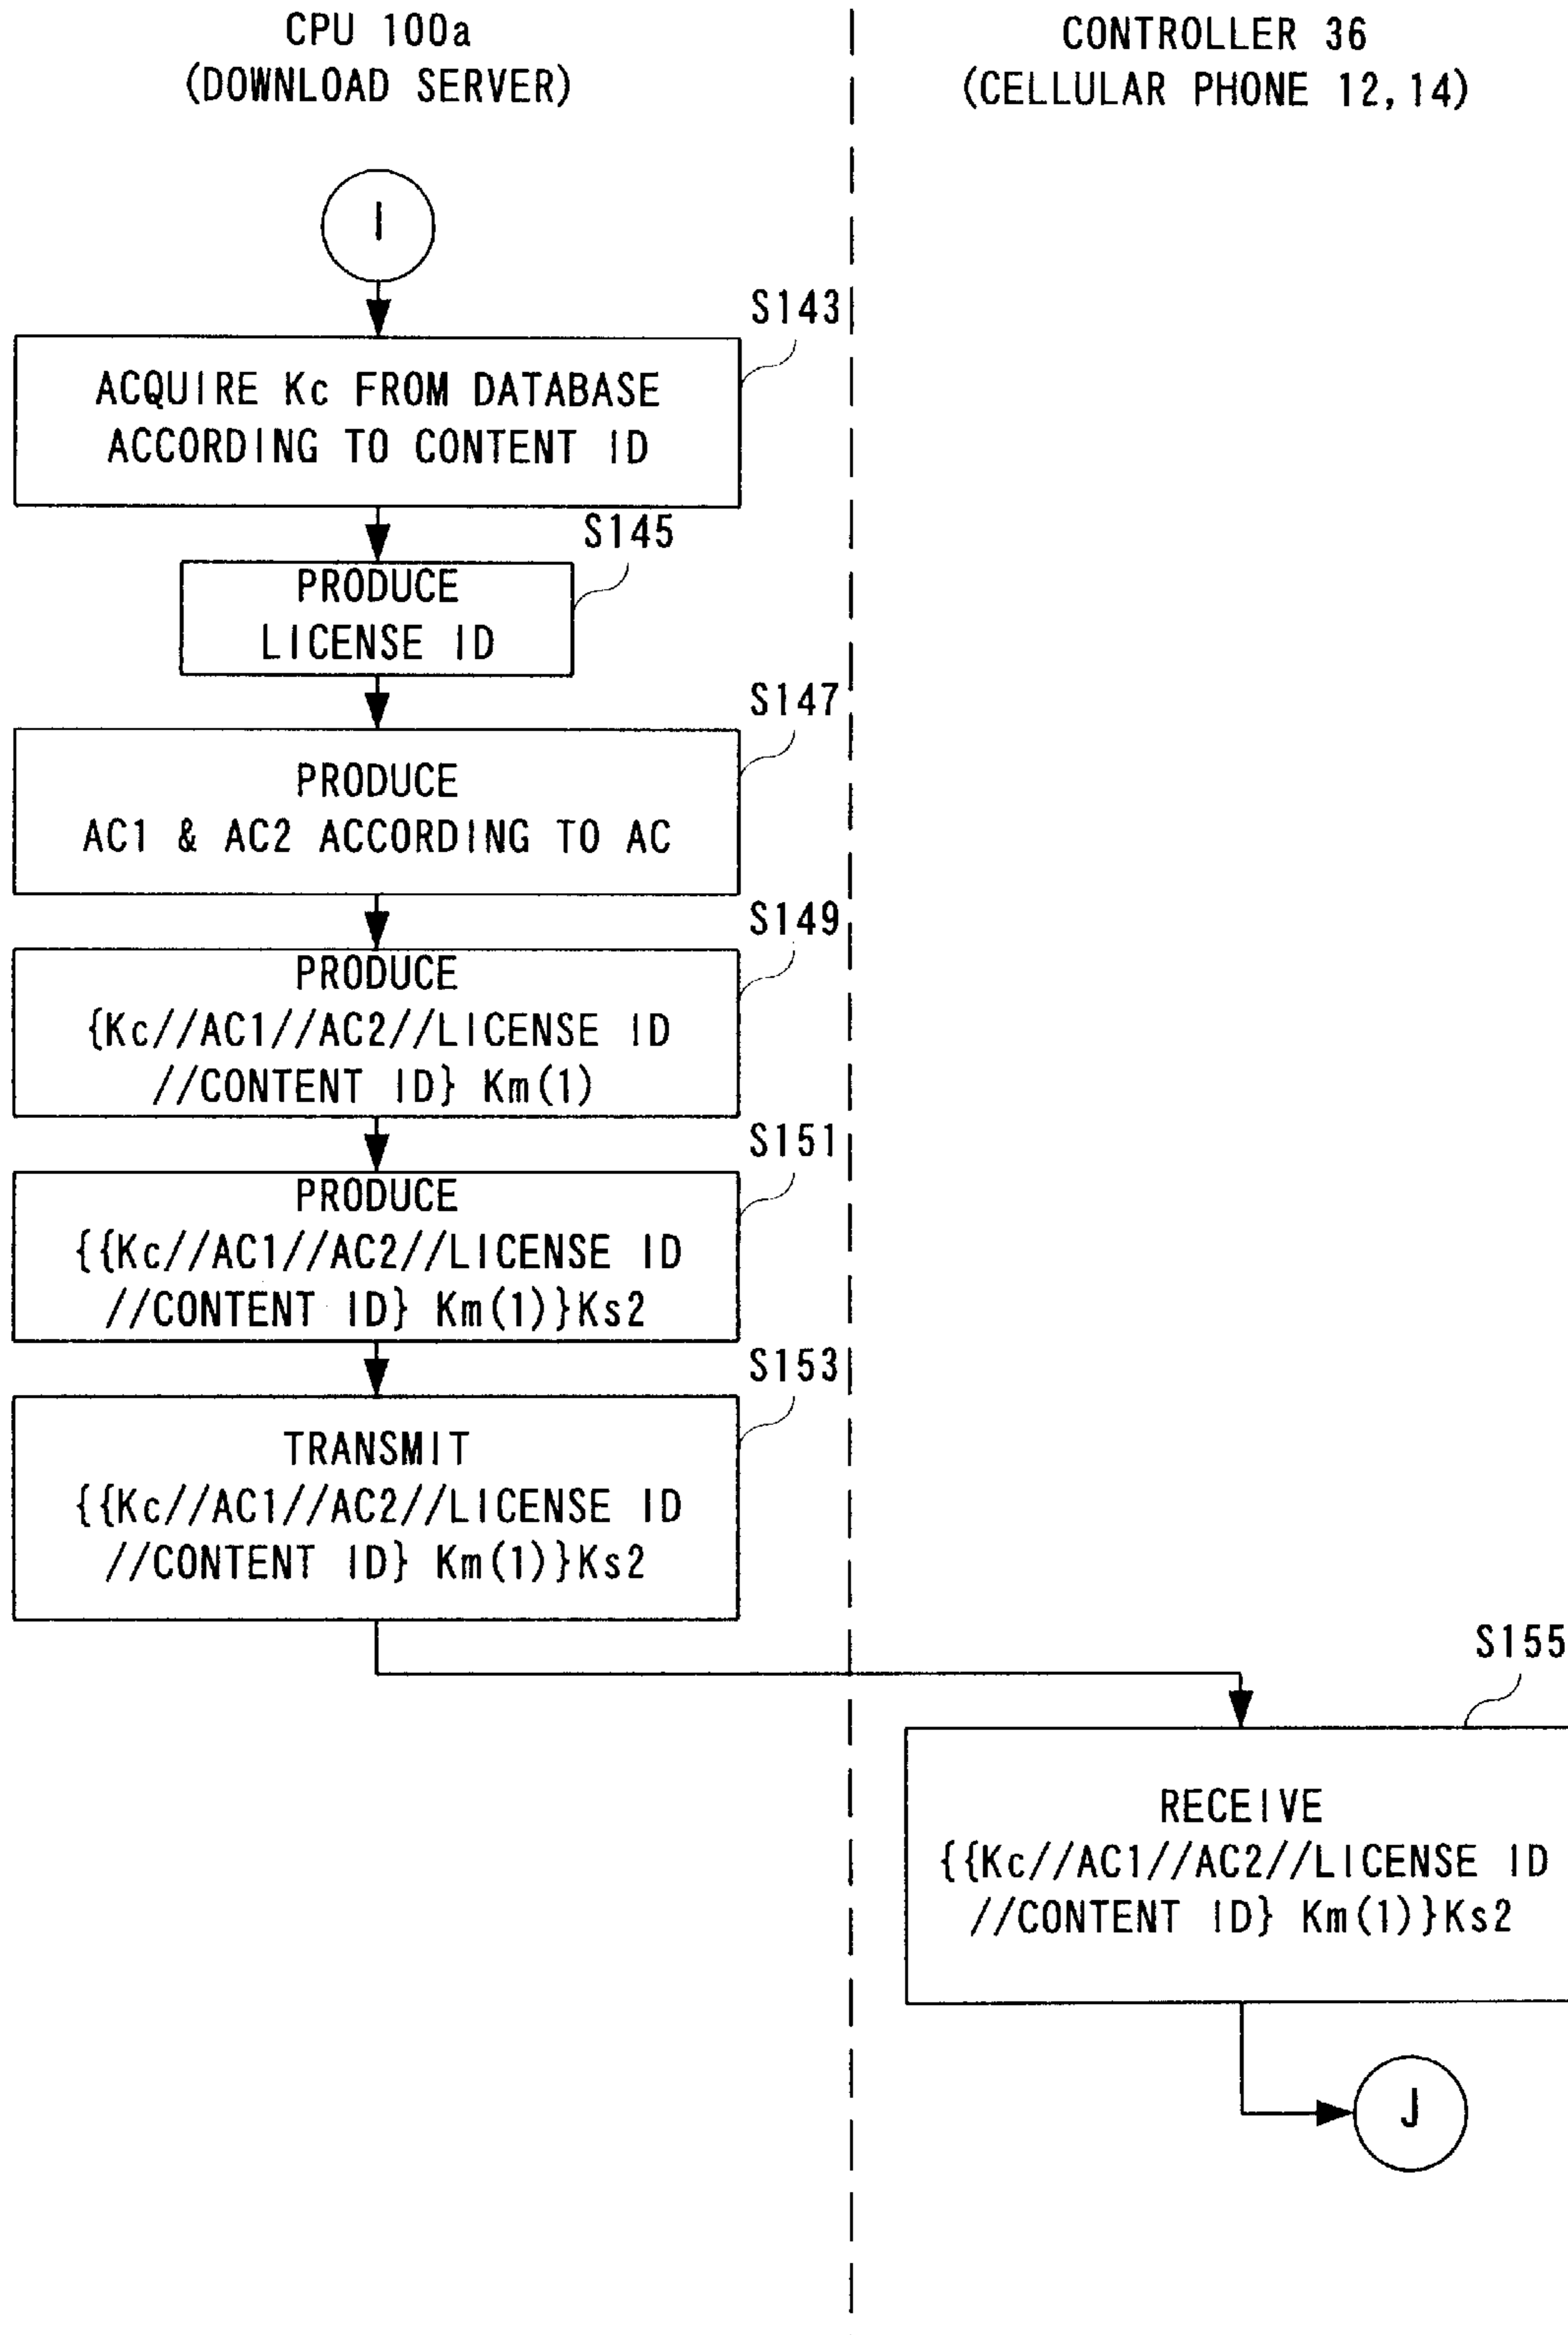 CPU 100a
(DOWNLOAD SERVER)
CONTROLLER 36
(CELLULAR PHONE 12,14)
I
S143
ACQUIRE Kc FROM DATABASE
ACCORDING TO CONTENT ID
S145
PRODUCE
LICENSE ID
S147
PRODUCE
AC1 & AC2 ACCORDING TO AC
S149
PRODUCE
{Kc//AC1//AC2//LICENSE ID
//CONTENT ID} Km(1)
S151
PRODUCE
{{Kc//AC1//AC2//LICENSE ID
//CONTENT ID} Km(1)}Ks2
S153
TRANSMIT
{{Kc//AC1//AC2//LICENSE ID
//CONTENT ID} Km(1)}Ks2
S155
RECEIVE
{{Kc//AC1//AC2//LICENSE ID
//CONTENT ID} Km(1)}Ks2
J